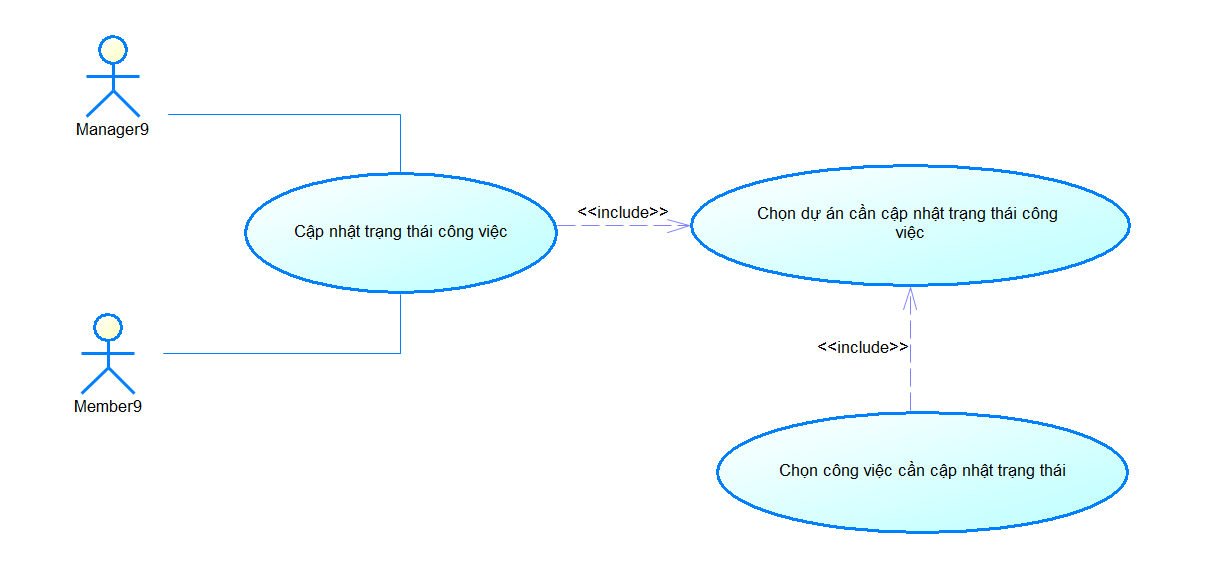 Manager9
Cập nhật trạng thái công việc
<<include>>
Chọn dự án cần cập nhật trạng thái công
việc
Member9
<<include>>
Chọn công việc cần cập nhật trạng thái